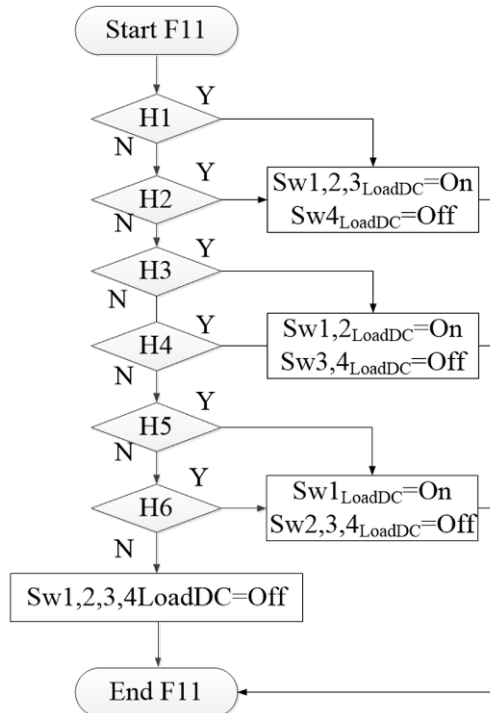 Start F11
Y
H1
N
Y
H2
N
Sw1,2,3LoadDC=On
Sw4LoadDC=Off
Y
H3
N
Y
H4
N
Sw1,2LoadDC=On
Sw3,4LoadDC=Off
Y
H5
N
Y
H6
N
Sw1LoadDC=On
Sw2,3,4LoadDC=Off
Sw1,2,3,4LoadDC=Off
End F11